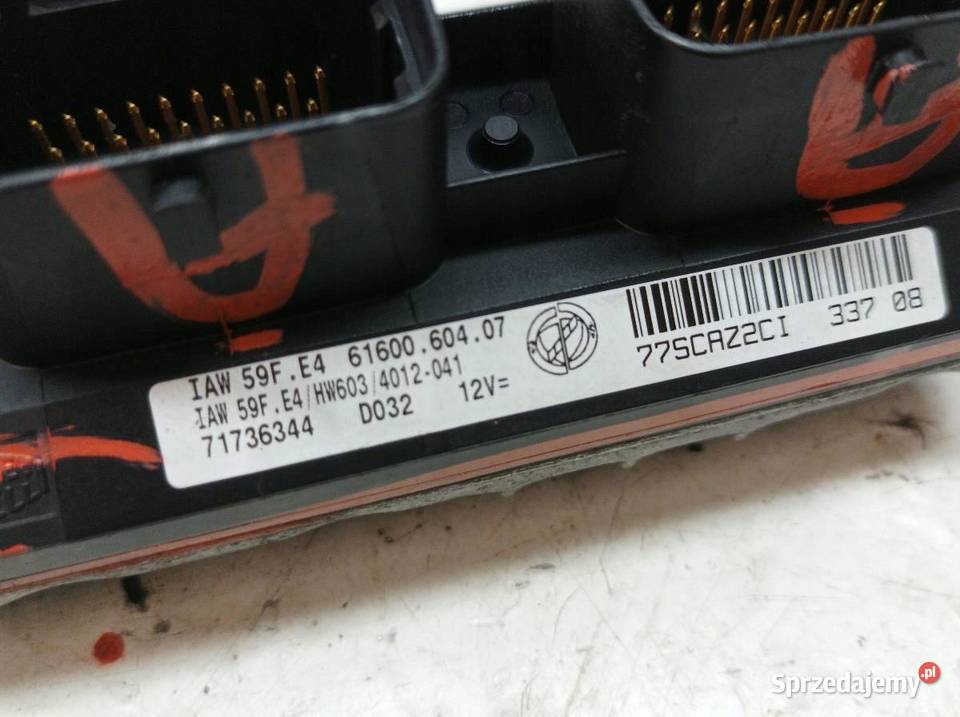 IAW 59F.E4 61600.604.07
IAW 59F.E4/HW603/4012-041
71736344 D032 12V=
77SCAZ2CI 337 08
Sprzedajemy.pl